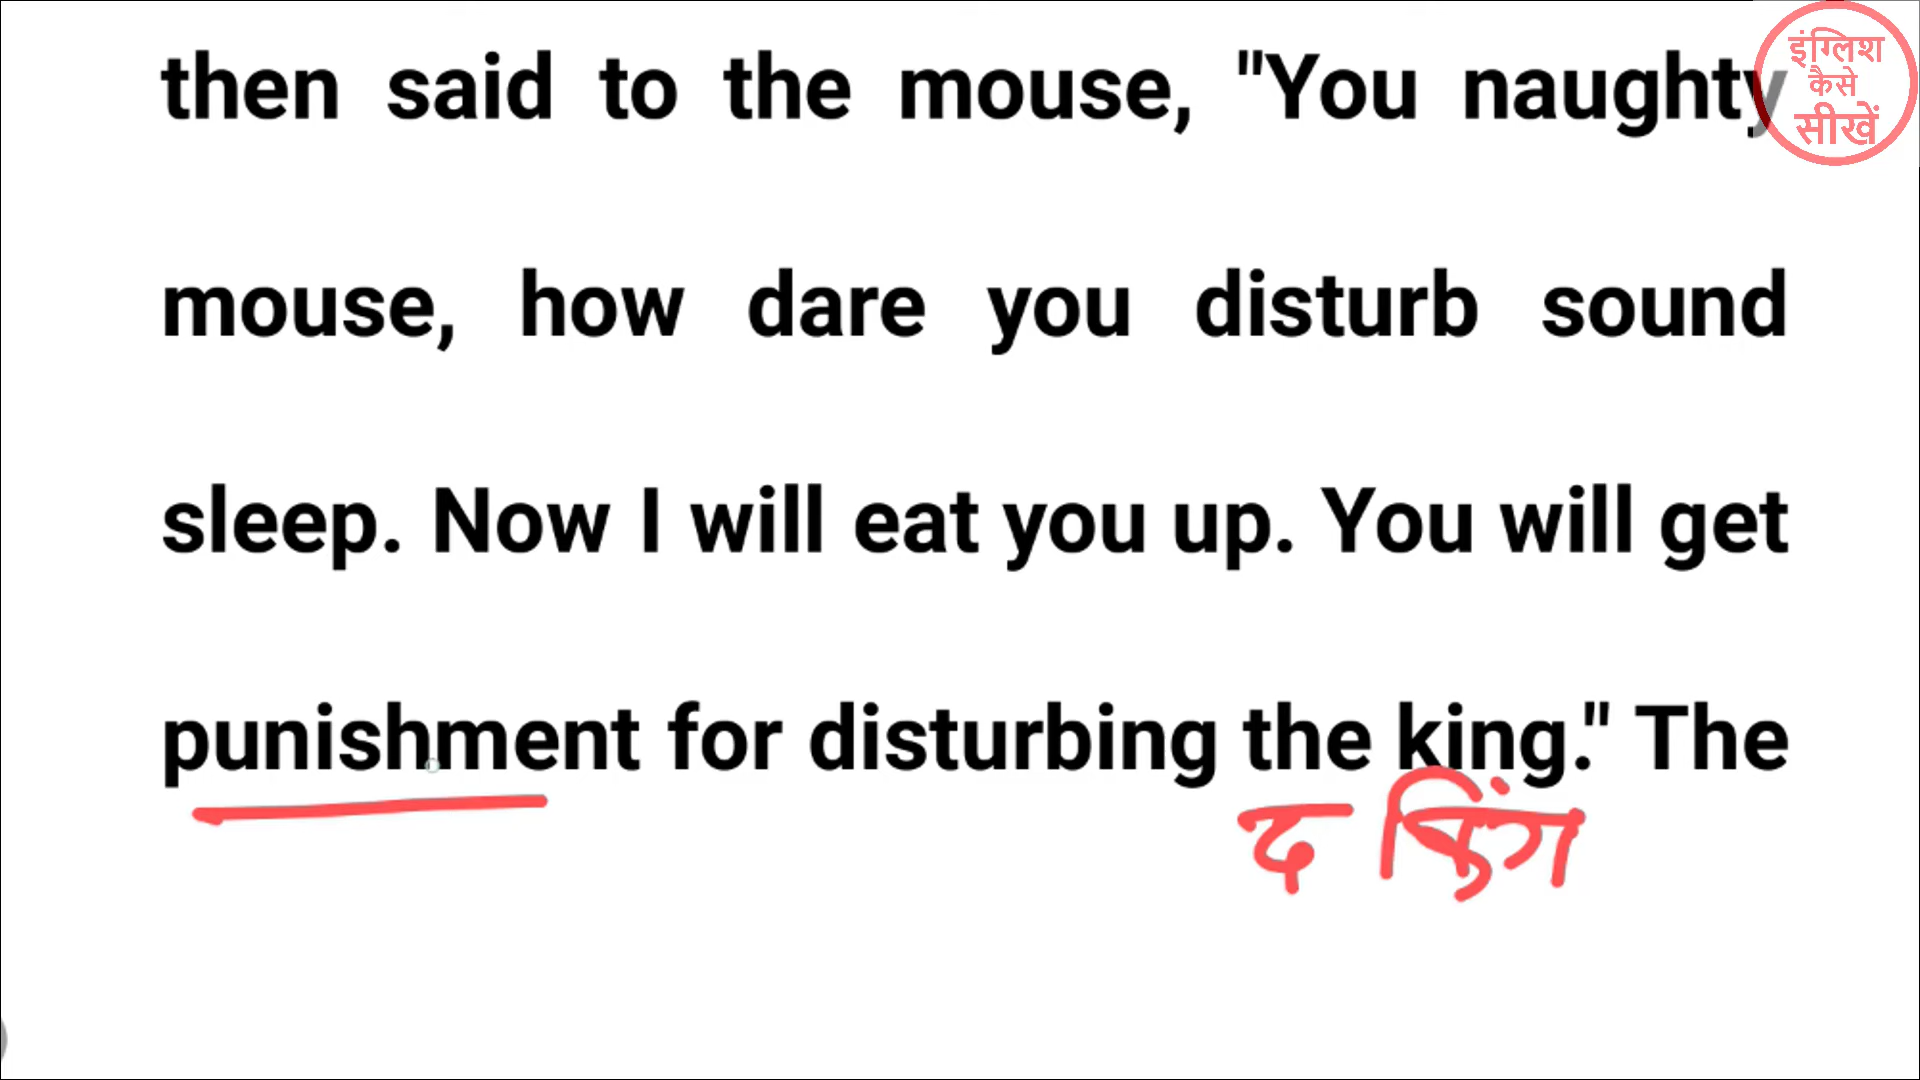 then said to the mouse, "You naughty
mouse, how dare you disturb sound
sleep. Now I will eat you up. You will get
punishment for disturbing the king." The
द किंग
इंग्लिश
कैसे
सीखें